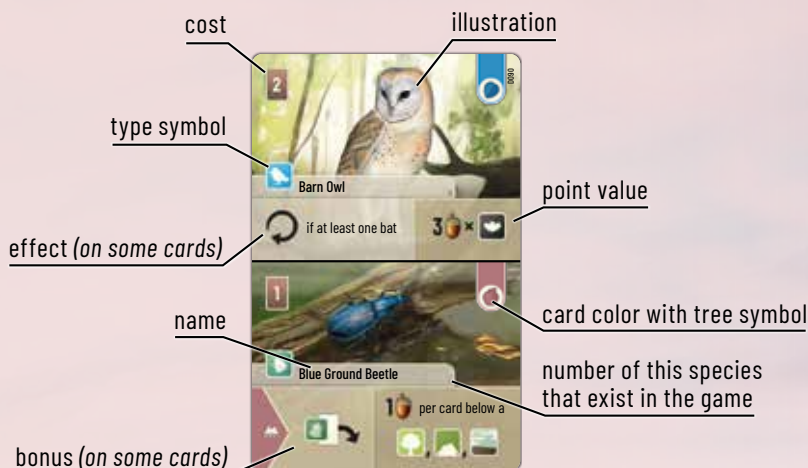 cost
illustration
2
0090
type symbol
Barn Owl
point value
if at least one bat
3 ×
effect (on some cards)
1
card color with tree symbol
name
Blue Ground Beetle
number of this species
that exist in the game
1 per card below a
, ,
bonus (on some cards)